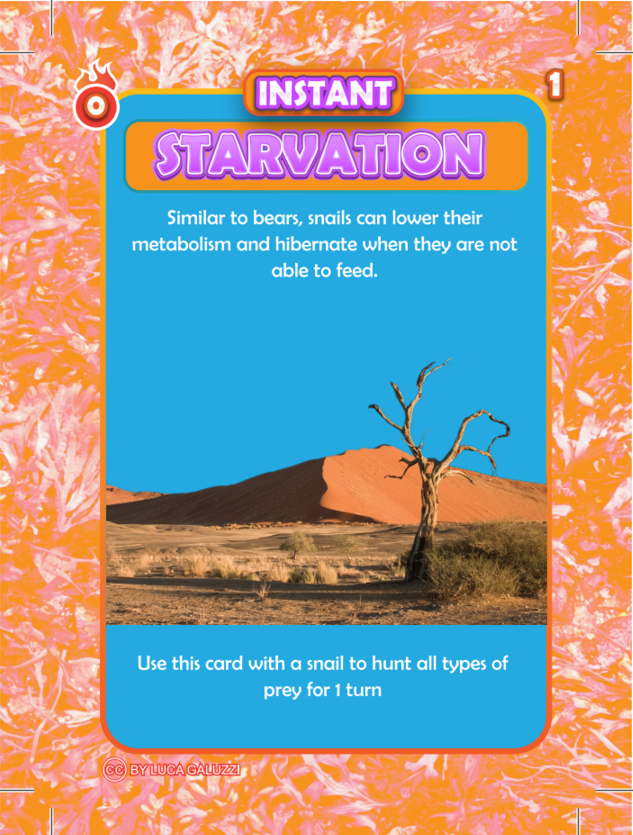 INSTANT
1
0
STARVATION
Similar to bears, snails can lower their
metabolism and hibernate when they are not
able to feed.
Use this card with a snail to hunt all types of
prey for 1 turn
CC BY LUCA GALUZZI